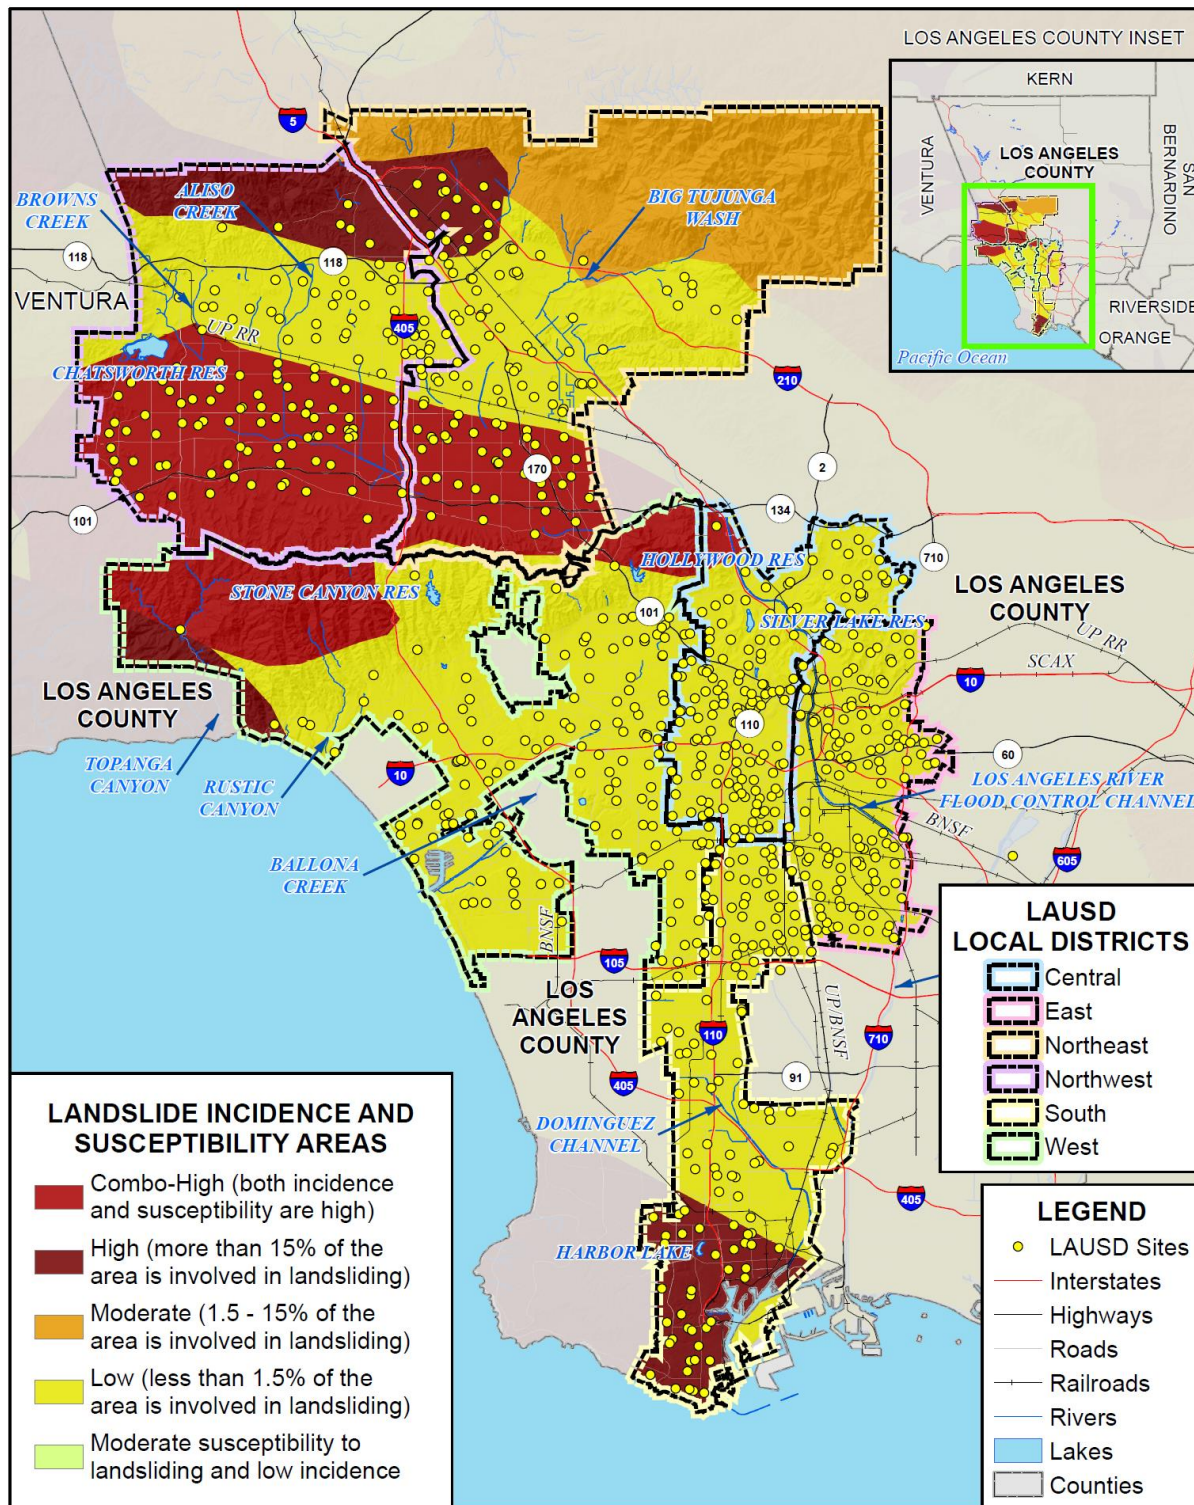 LOS ANGELES COUNTY INSET
KERN
VENTURA
LOS ANGELES
COUNTY
SAN
BERNARDINO
RIVERSIDE
ORANGE
Pacific Ocean
5
BROWNS
CREEK
ALISO
CREEK
BIG TUJUNGA
WASH
118
118
VENTURA
405
UP RR
CHATSWORTH RES
210
170
2
101
134
710
HOLLYWOOD RES
STONE CANYON RES
101
LOS ANGELES
COUNTY
SILVER LAKE RES
UP RR
SCAX
10
LOS ANGELES
COUNTY
110
60
TOPANGA
CANYON
RUSTIC
CANYON
10
LOS ANGELES RIVER
FLOOD CONTROL CHANNEL
BNSF
BALLONA
CREEK
605
BNSF
105
LOS
ANGELES
COUNTY
UP/BNSF
110
710
405
91
DOMINGUEZ
CHANNEL
405
HARBOR LAKE
LAUSD
LOCAL DISTRICTS
Central
East
Northeast
Northwest
South
West
LANDSLIDE INCIDENCE AND
SUSCEPTIBILITY AREAS
Combo-High (both incidence
and susceptibility are high)
High (more than 15% of the
area is involved in landsliding)
Moderate (1.5 - 15% of the
area is involved in landsliding)
Low (less than 1.5% of the
area is involved in landsliding)
Moderate susceptibility to
landsliding and low incidence
LEGEND
LAUSD Sites
Interstates
Highways
Roads
Railroads
Rivers
Lakes
Counties